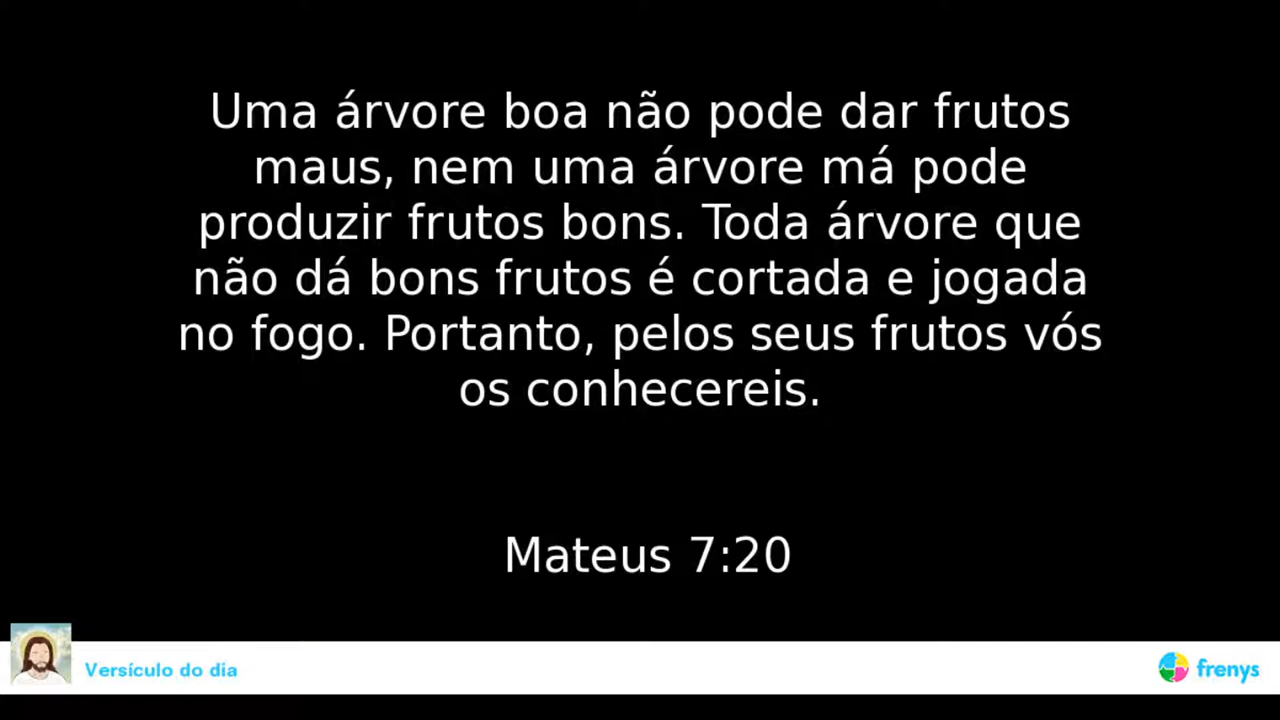 Uma árvore boa não pode dar frutos
maus, nem uma árvore má pode
produzir frutos bons. Toda árvore que
não dá bons frutos é cortada e jogada
no fogo. Portanto, pelos seus frutos vós
os conhecereis.
Mateus 7:20
Versículo do dia
frenys